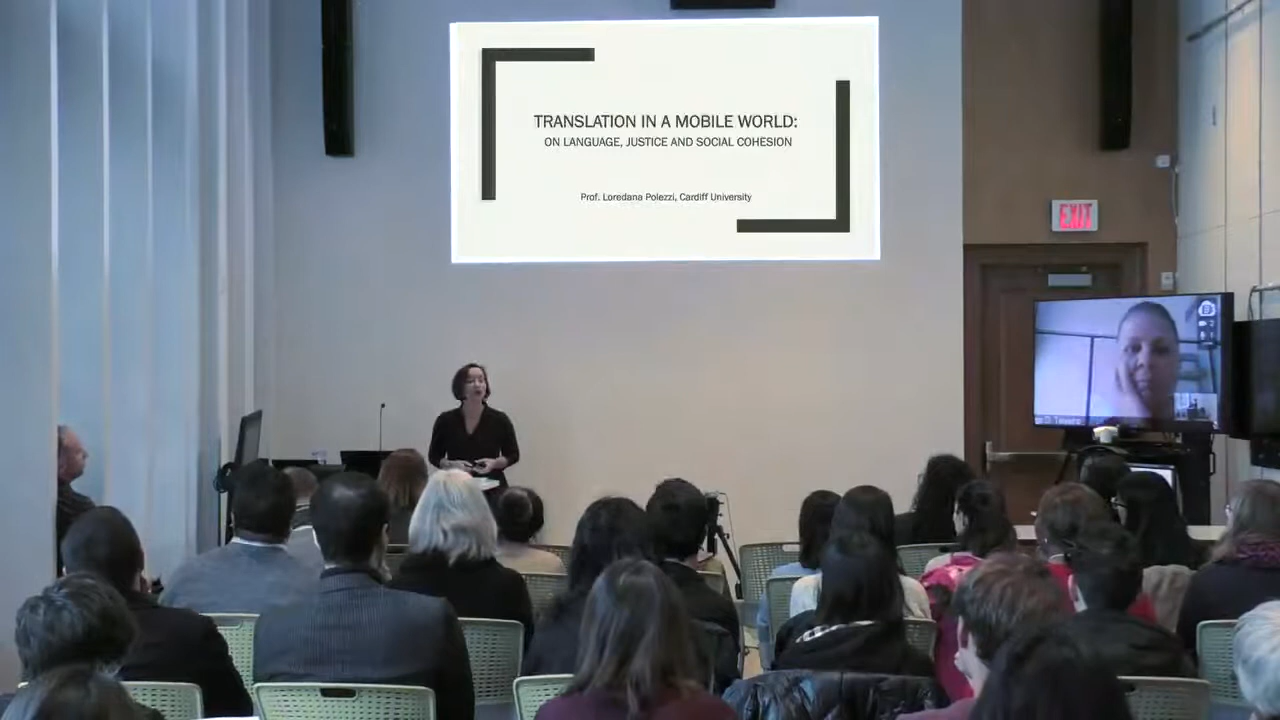 TRANSLATION IN A MOBILE WORLD:
ON LANGUAGE, JUSTICE AND SOCIAL COHESION
Prof. Loredana Polezzi, Cardiff University
EXIT